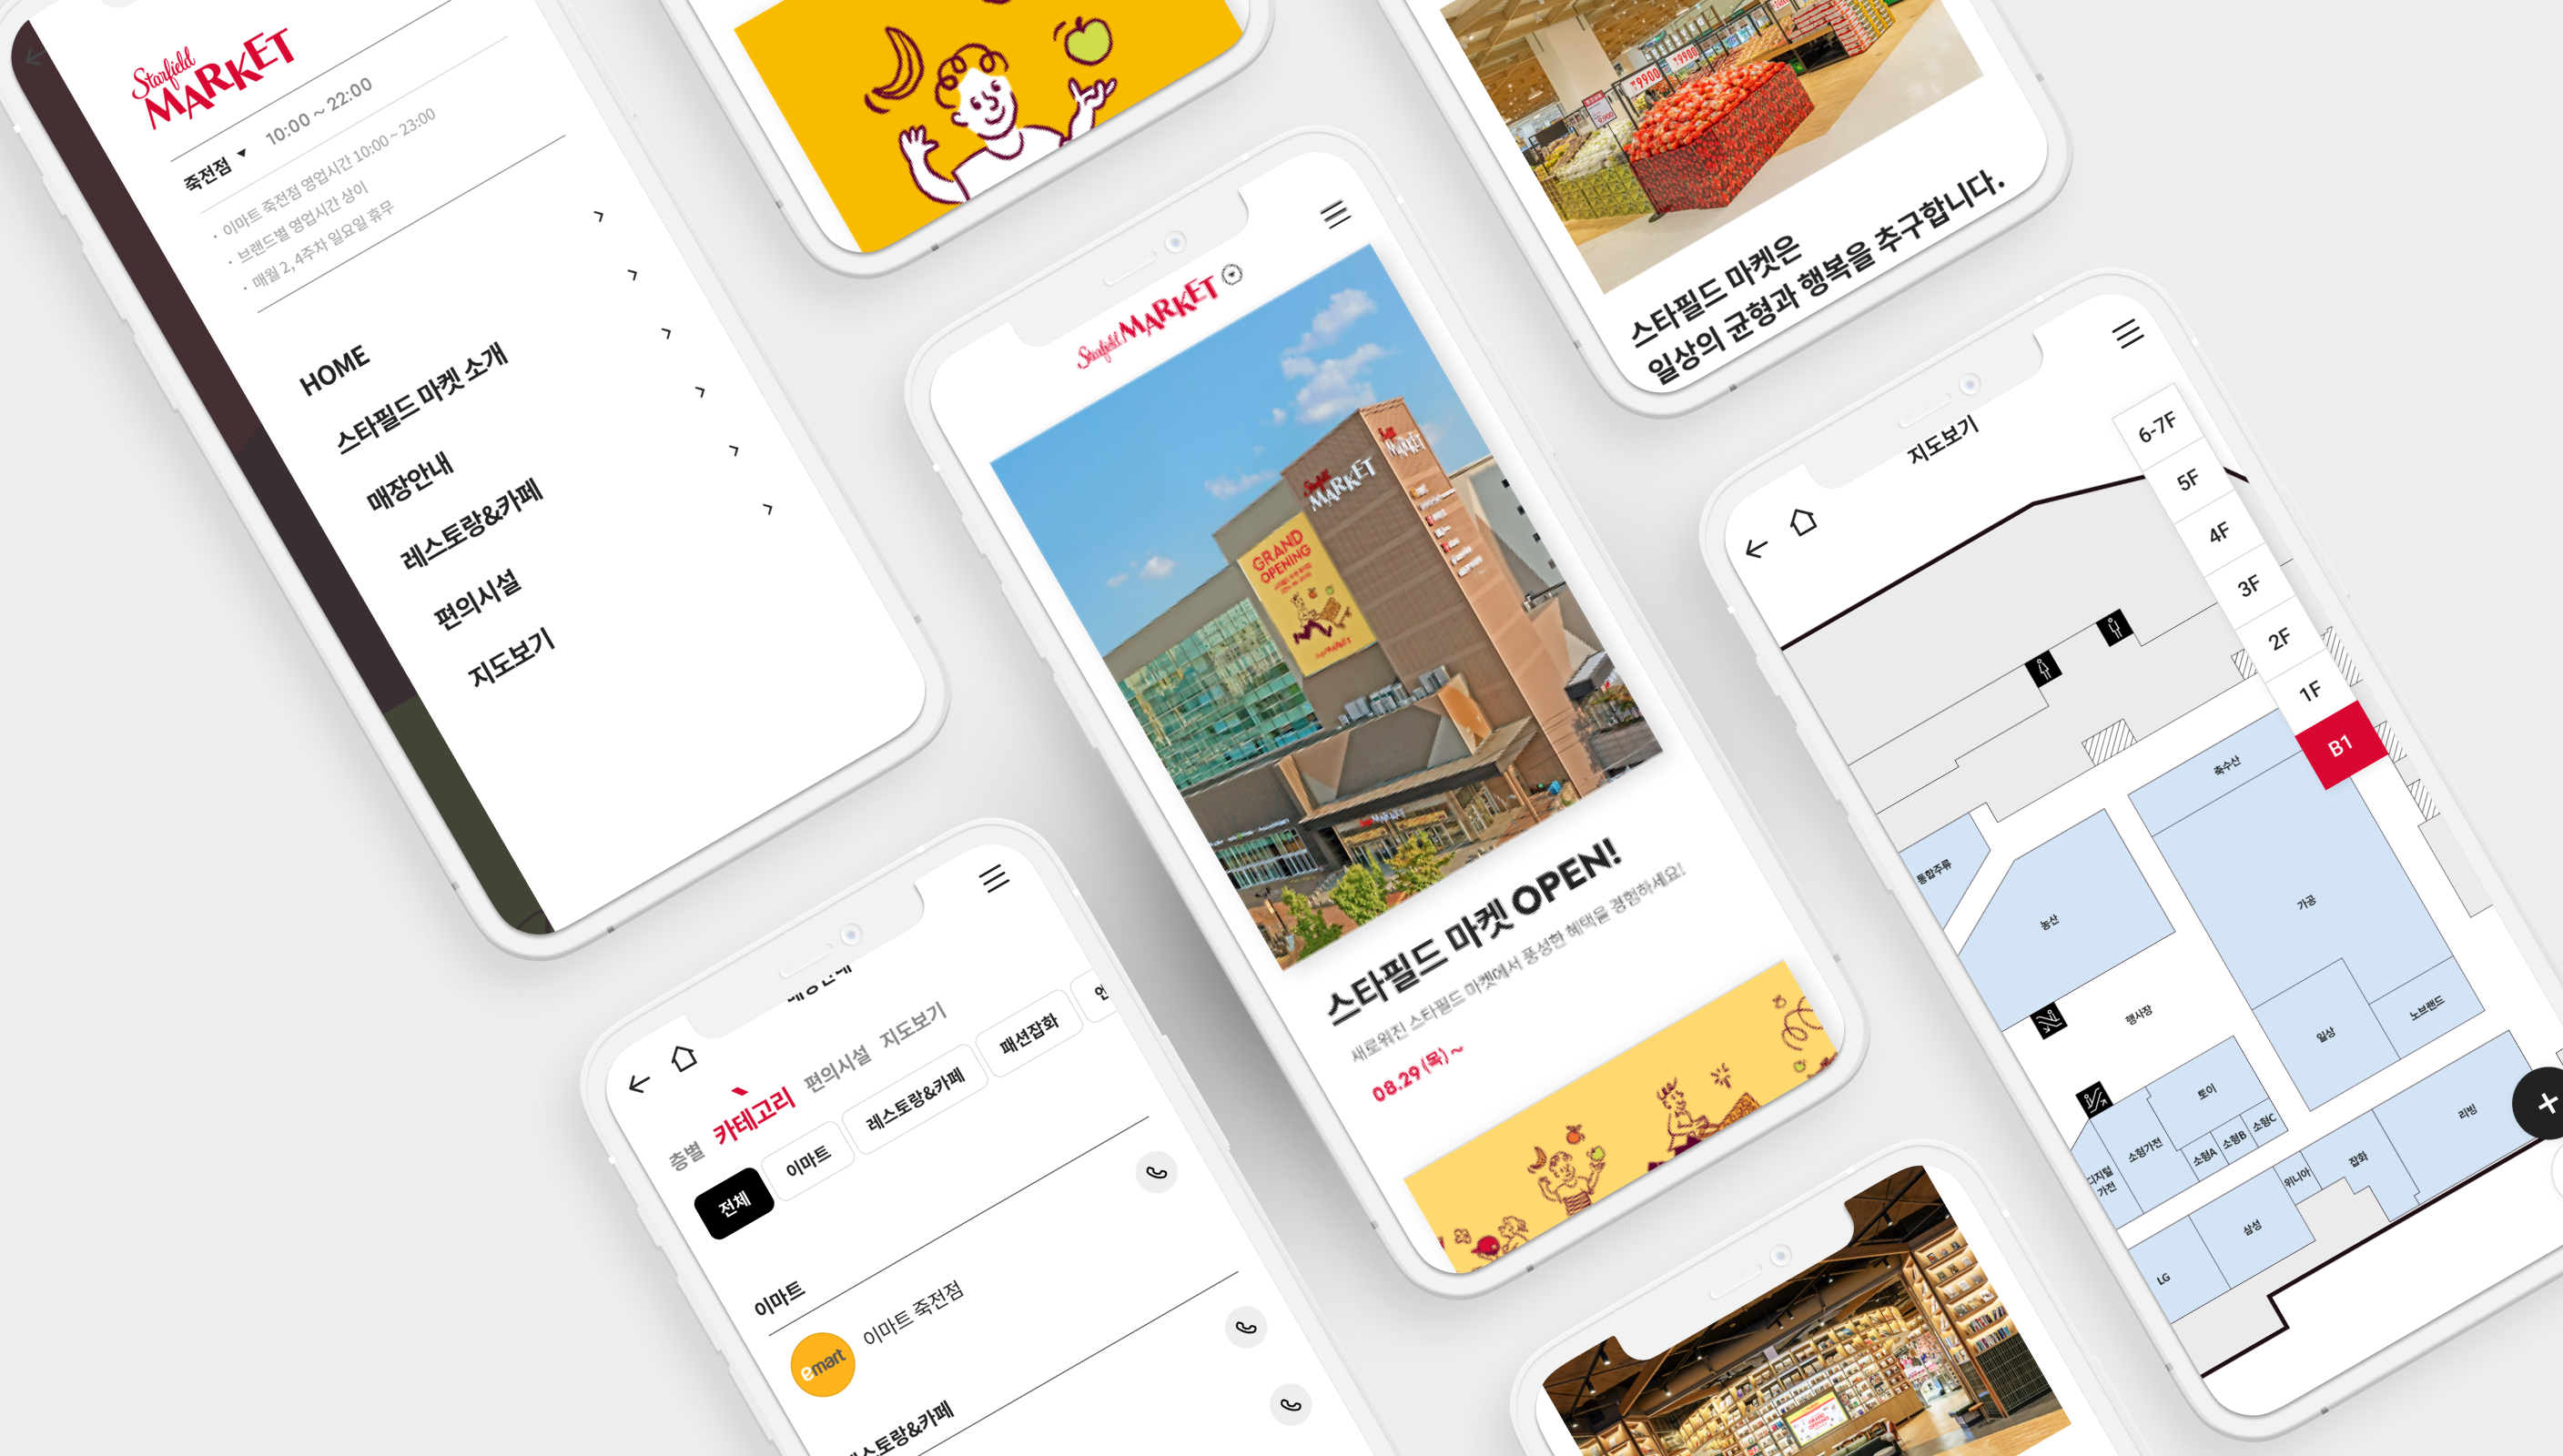 Starfield
MARKET
죽전점 ▼ 10:00 ~ 22:00
· 이마트 죽전점 영업시간 10:00 ~ 23:00
· 브랜드별 영업시간 상이
· 매월 2, 4주차 일요일 휴무
HOME
스타필드 마켓 소개
매장안내
레스토랑&카페
편의시설
지도보기
Starfield MARKET
MARKET
MARKET
GRAND
OPENING
MARKET
스타필드 마켓 OPEN!
새로워진 스타필드 마켓에서 풍성한 혜택을 경험하세요!
08.29(목) ~
9900
9900
스타필드 마켓은
일상의 균형과 행복을 추구합니다.
지도보기
6-7F
5F
4F
3F
2F
1F
B1
축수산
통합주류
농산
가공
행사장
일상
노브랜드
토이
소형가전
소형A
소형B
소형C
리빙
디지털
가전
위니아
잡화
삼성
LG
+
층별 카테고리 편의시설 지도보기
전체 이마트 레스토랑&카페 패션잡화
이마트
emart 이마트 죽전점
스토랑&카페
GRAND
OPENING